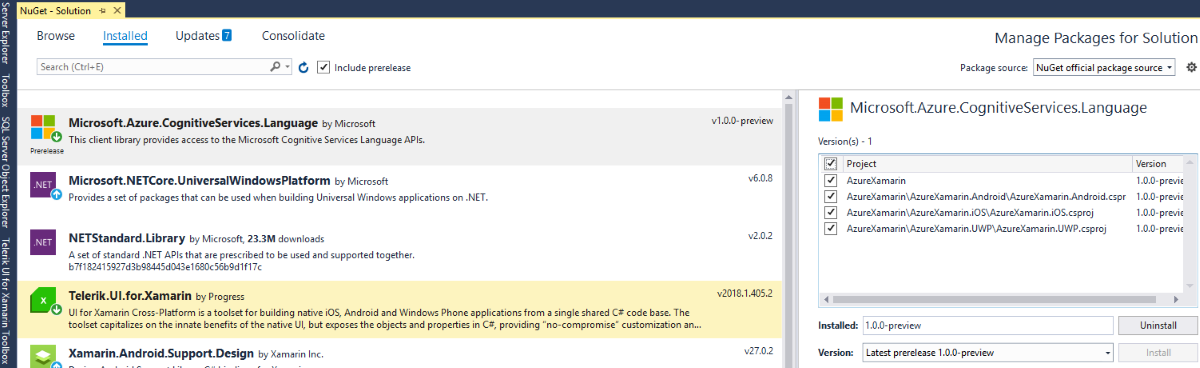 NuGet - Solution
Server Explorer
Toolbox
SQL Server Object Explorer
Telerik UI for Xamarin Toolbox
Browse Installed Updates 7 Consolidate
Manage Packages for Solution
Search (Ctrl+E) Include prerelease
Package source: NuGet official package source
Microsoft.Azure.CognitiveServices.Language by Microsoft v1.0.0-preview
This client library provides access to the Microsoft Cognitive Services Language APIs.
Prerelease
.NET
Microsoft.NETCore.UniversalWindowsPlatform by Microsoft v6.0.8
Provides a set of packages that can be used when building Universal Windows applications on .NET.
.NET
NETStandard.Library by Microsoft, 23.3M downloads v2.0.2
A set of standard .NET APIs that are prescribed to be used and supported together.
b7f182415927d3b98445d043e1680c56b9d1f17c
X
Telerik.UI.for.Xamarin by Progress v2018.1.405.2
UI for Xamarin Cross-Platform is a toolset for building native iOS, Android and Windows Phone applications from a single shared C# code base. The
toolset capitalizes on the innate benefits of the native UI, but exposes the objects and properties in C#, providing "no-compromise" customization an...
Xamarin.Android.Support.Design by Xamarin Inc. v27.0.2
Microsoft.Azure.CognitiveServices.Language
Version(s) - 1
Project Version
AzureXamarin 1.0.0-previe
AzureXamarin\AzureXamarin.Android\AzureXamarin.Android.cspr 1.0.0-previe
AzureXamarin\AzureXamarin.iOS\AzureXamarin.iOS.csproj 1.0.0-previe
AzureXamarin\AzureXamarin.UWP\AzureXamarin.UWP.csproj 1.0.0-previe
Installed: 1.0.0-preview Uninstall
Version: Latest prerelease 1.0.0-preview Install